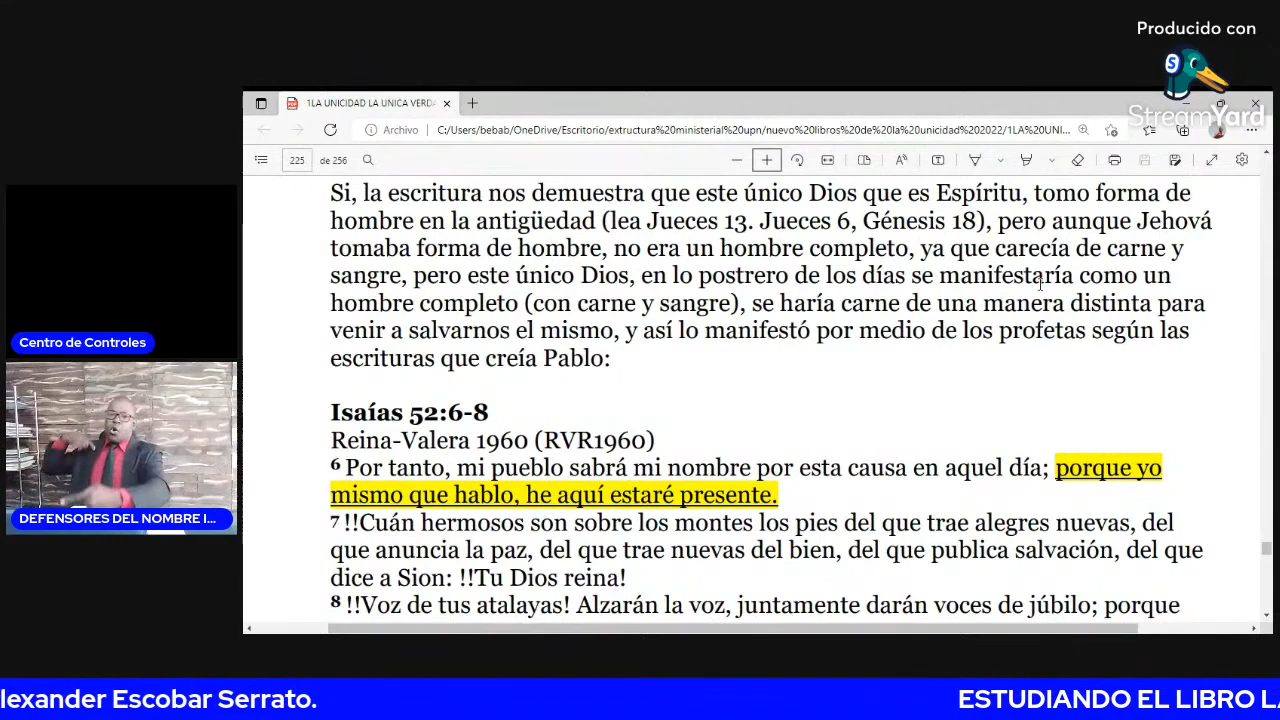 Producido con
StreamYard
1LA UNICIDAD LA UNICA VERDA
Archivo
C:/Users/bebab/OneDrive/Escritorio/extructura%20ministerial%20upn/nuevo%20libros%20de%20la%20unicidad%202022/1LA%20UNI...
225 de 256
Si, la escritura nos demuestra que este único Dios que es Espíritu, tomo forma de
hombre en la antigüedad (lea Jueces 13. Jueces 6, Génesis 18), pero aunque Jehová
tomaba forma de hombre, no era un hombre completo, ya que carecía de carne y
sangre, pero este único Dios, en lo postrero de los días se manifestaría como un
hombre completo (con carne y sangre), se haría carne de una manera distinta para
venir a salvarnos el mismo, y así lo manifestó por medio de los profetas según las
escrituras que creía Pablo:
Isaías 52:6-8
Reina-Valera 1960 (RVR1960)
6 Por tanto, mi pueblo sabrá mi nombre por esta causa en aquel día; porque yo
mismo que hablo, he aquí estaré presente.
7 !!Cuán hermosos son sobre los montes los pies del que trae alegres nuevas, del
que anuncia la paz, del que trae nuevas del bien, del que publica salvación, del que
dice a Sion: !!Tu Dios reina!
8 !!Voz de tus atalayas! Alzarán la voz, juntamente darán voces de júbilo; porque
Centro de Controles
DEFENSORES DEL NOMBRE I...
lexander Escobar Serrato.
ESTUDIANDO EL LIBRO LA